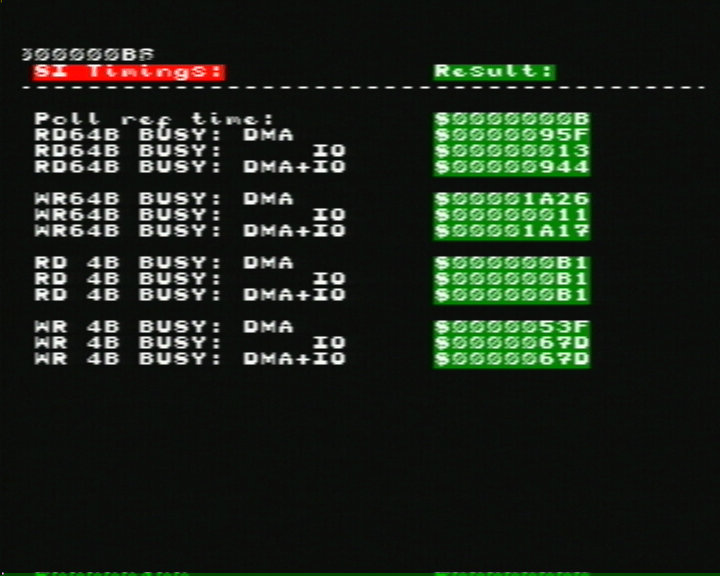 SI Timings: Result:
--------------------------------------------------
Poll ref time: $0000000B
RD64B BUSY: DMA $0000095F
IO $00000013
RD64B BUSY: DMA+IO $00000944
WR64B BUSY: DMA $00001A26
WR64B BUSY: IO $00000011
WR64B BUSY: DMA+IO $00001A17
RD 4B BUSY: DMA $000000B1
RD 4B BUSY: IO $000000B1
RD 4B BUSY: DMA+IO $000000B1
WR 4B BUSY: DMA $0000053F
WR 4B BUSY: IO $0000067D
WR 4B BUSY: DMA+IO $0000067D